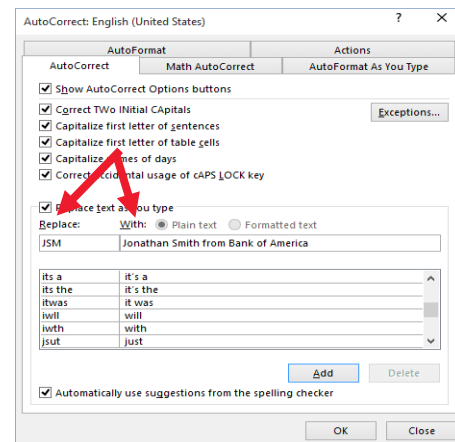 AutoCorrect: English (United States) ? ×
AutoFormat Actions
AutoCorrect Math AutoCorrect AutoFormat As You Type
Show AutoCorrect Options buttons
Correct TWo INitial CApitals Exceptions...
Capitalize first letter of sentences
Capitalize first letter of table cells
Capitalize of days
Correct usage of cAPS LOCK key
text as you type
Replace: With: Plain text Formatted text
JSM Jonathan Smith from Bank of America
its a it's a
its the it's the
itwas it was
iwll will
iwth with
jsut just
Add Delete
Automatically use suggestions from the spelling checker
OK Close